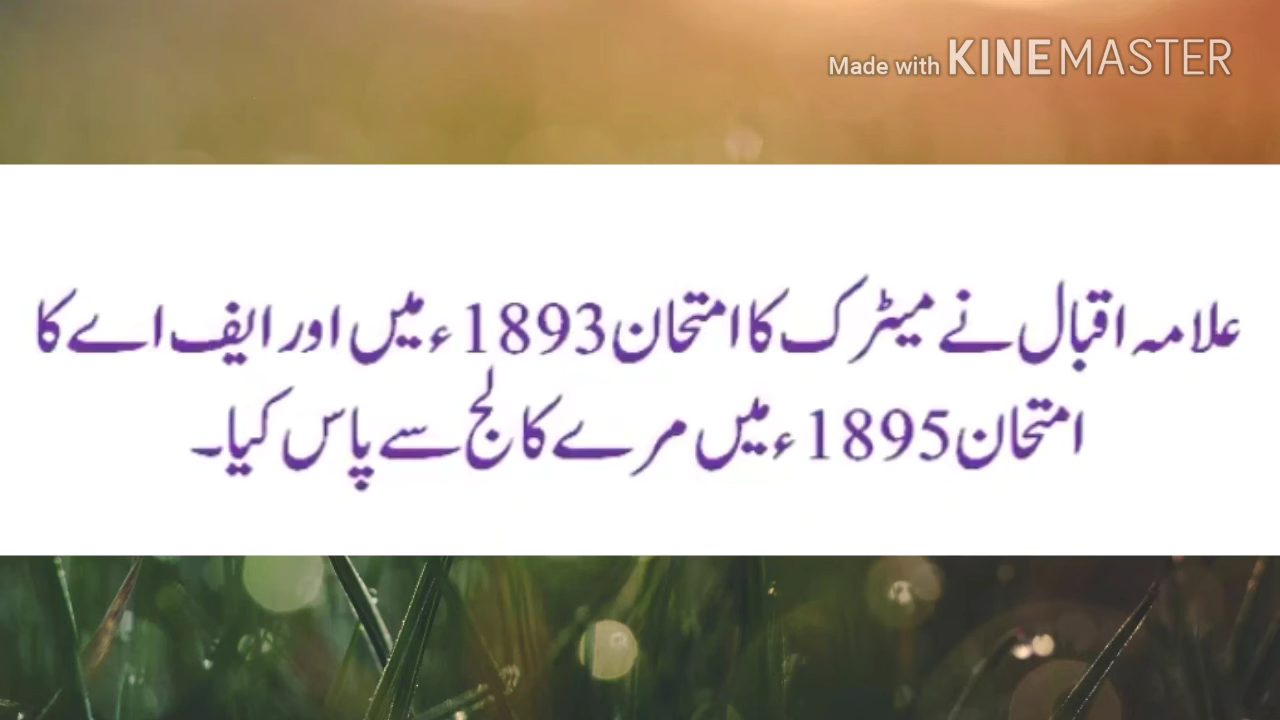 Made with KINEMASTER
علامہ اقبال نے میٹرک کا امتحان 1893ء میں اور ایف اے کا
امتحان 1895ء میں مرے کالج سے پاس کیا۔